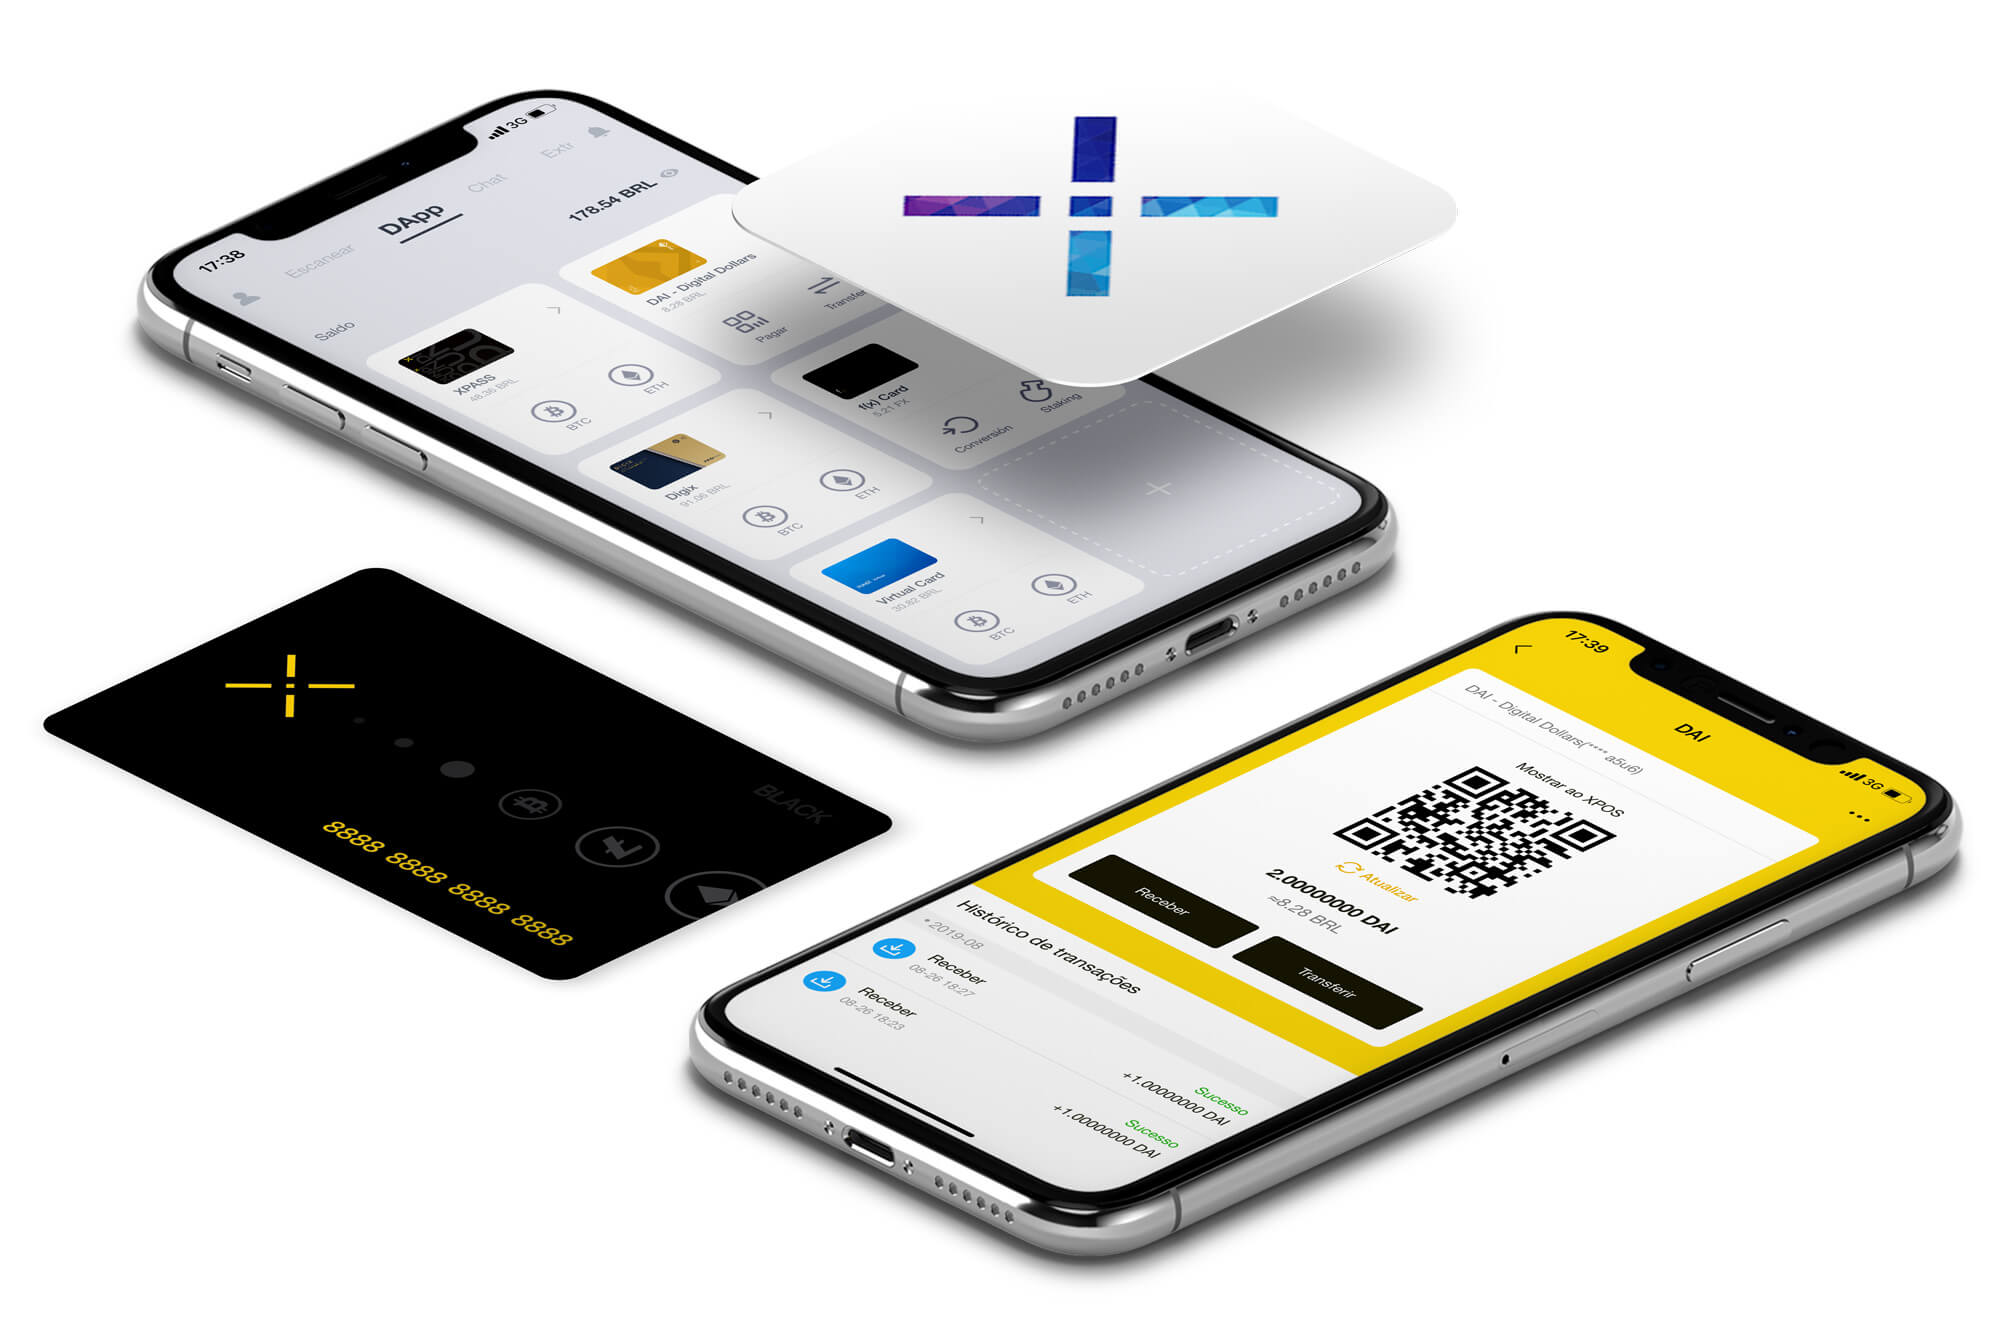 17:38
3G
Escanear
DApp
Chat
Extr
Saldo
178.54 BRL
XPASS
48.36 BRL
BTC
ETH
DAI - Digital Dollars
8.28 BRL
Pagar
Transfer
Digix
91.06 BRL
BTC
ETH
f(x) Card
5.21 FX
Conversión
Staking
Virtual Card
30.82 BRL
BTC
ETH
BLACK
8888 8888 8888 8888
17:39
3G
DAI
DAI - Digital Dollars(**** a5u6)
Mostrar ao XPOS
Atualizar
2.00000000 DAI
≈8.28 BRL
Receber
Transferir
Histórico de transações
• 2019-08
Receber
08-26 18:27
Sucesso
+1.00000000 DAI
Receber
08-26 18:23
Sucesso
+1.00000000 DAI